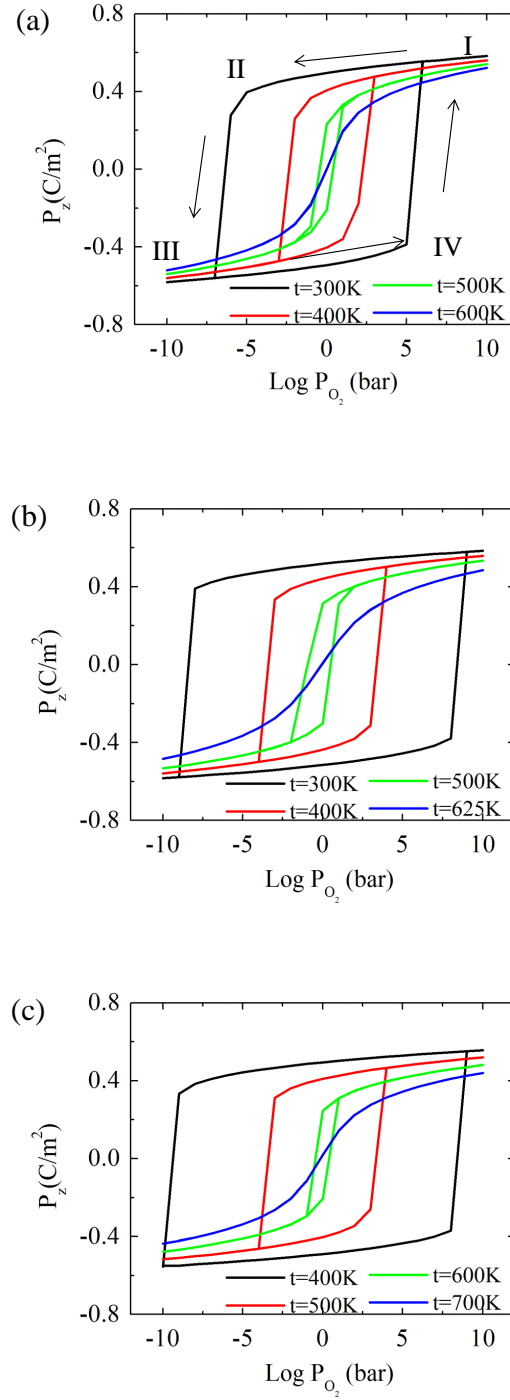 (a)
0.8
0.4
0.0
-0.4
-0.8
P_z(C/m²)
I
II
III
IV
t=300K t=500K
t=400K t=600K
-10 -5 0 5 10
Log P_O₂ (bar)
(b)
0.8
0.4
0.0
-0.4
-0.8
P_z(C/m²)
t=300K t=500K
t=400K t=625K
-10 -5 0 5 10
Log P_O₂ (bar)
(c)
0.8
0.4
0.0
-0.4
-0.8
P_z(C/m²)
t=400K t=600K
t=500K t=700K
-10 -5 0 5 10
Log P_O₂ (bar)